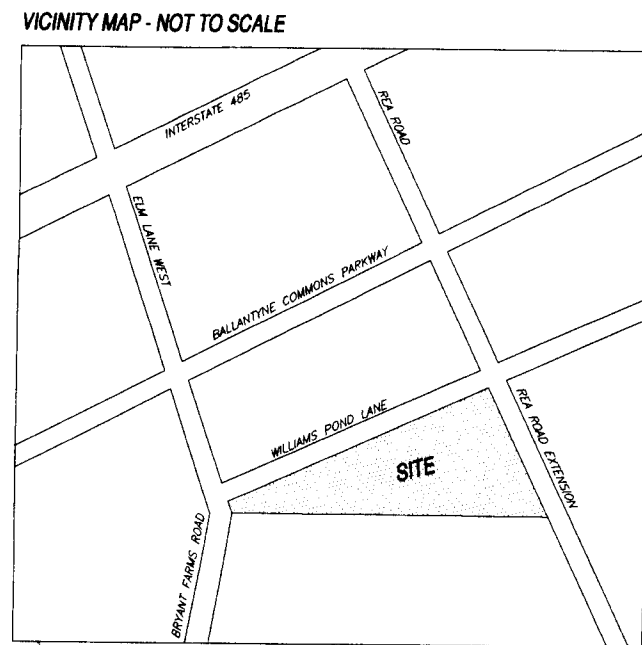 VICINITY MAP - NOT TO SCALE
INTERSTATE 485
REA ROAD
ELM LANE WEST
BALLANTYNE COMMONS PARKWAY
WILLIAMS POND LANE
SITE
REA ROAD EXTENSION
BRYANT FARMS ROAD